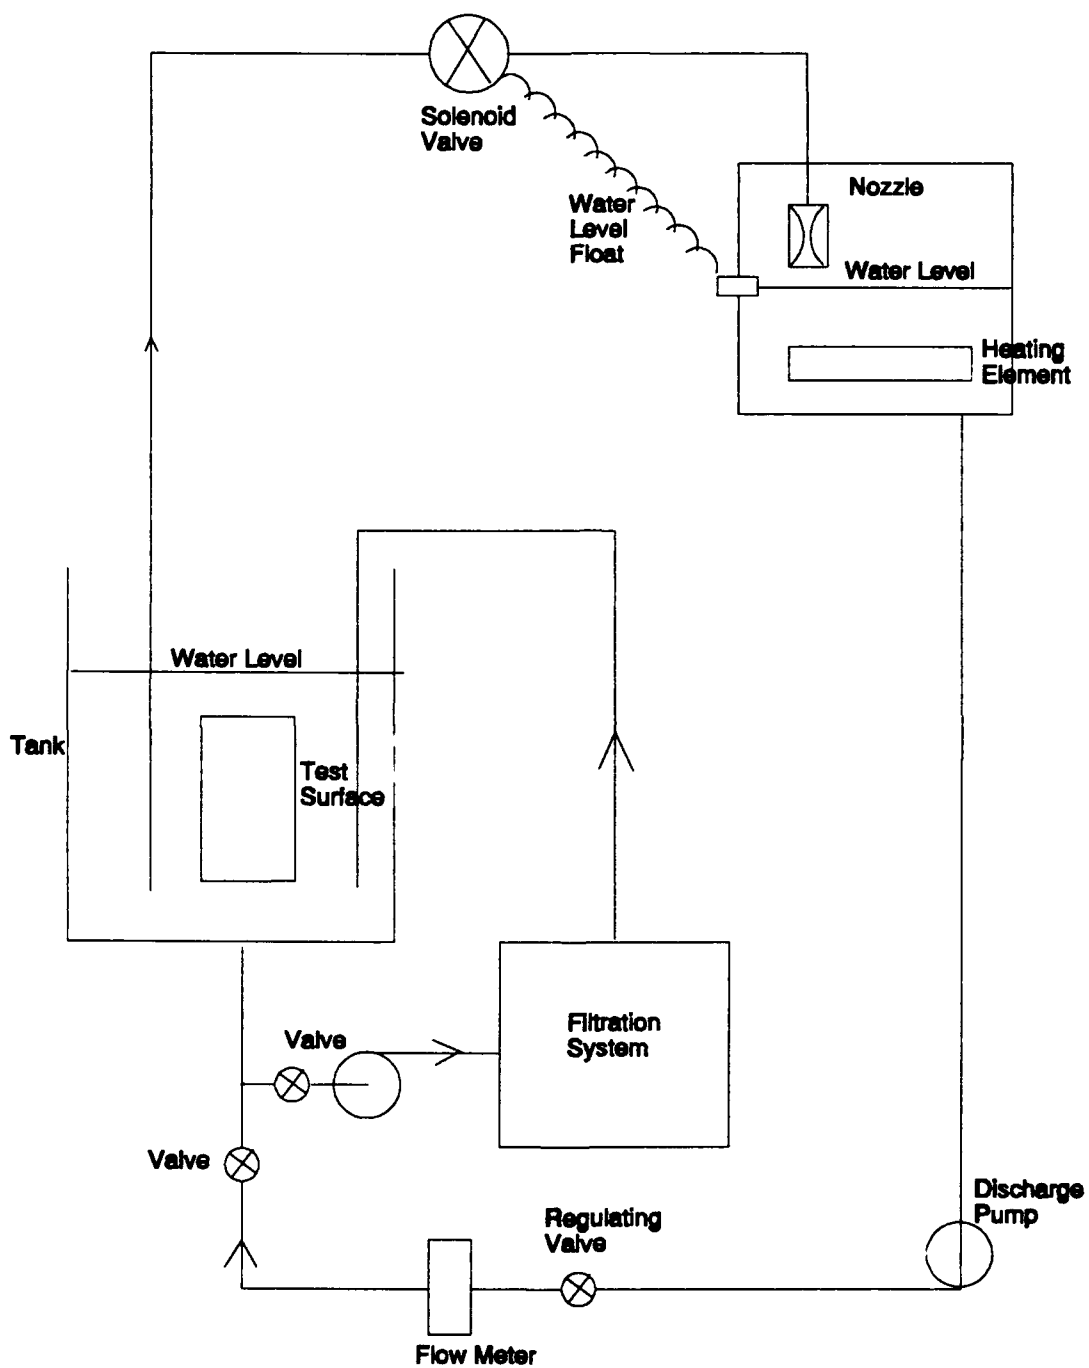 Solenoid
Valve
Nozzle
Water
Level
Float
Water Level
Heating
Element
Water Level
Tank
Test
Surface
Filtration
System
Valve
Valve
Discharge
Pump
Regulating
Valve
Flow Meter